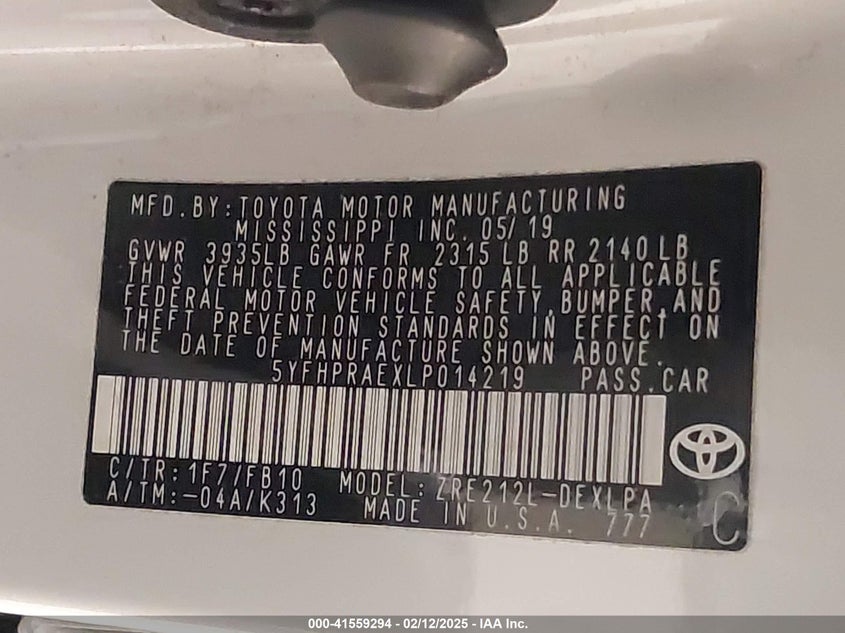 MFD.BY:TOYOTA MOTOR MANUFACTURING
MISSISSIPPI INC. 05/19
GVWR 3935LB GAWR FR 2315 LB RR 2140 LB
THIS VEHICLE CONFORMS TO ALL APPLICABLE
FEDERAL MOTOR VEHICLE SAFETY,BUMPER,AND
THEFT PREVENTION STANDARDS IN EFFECT ON
THE DATE OF MANUFACTURE SHOWN ABOVE.
5YFHPRAEXLP014219 PASS.CAR
C/TR:1F7/FB10 MODEL:ZRE212L-DEXLPA
A/TM:-04A/K313 MADE IN U.S.A. 777 C
000-41559294 - 02/12/2025 - IAA Inc.